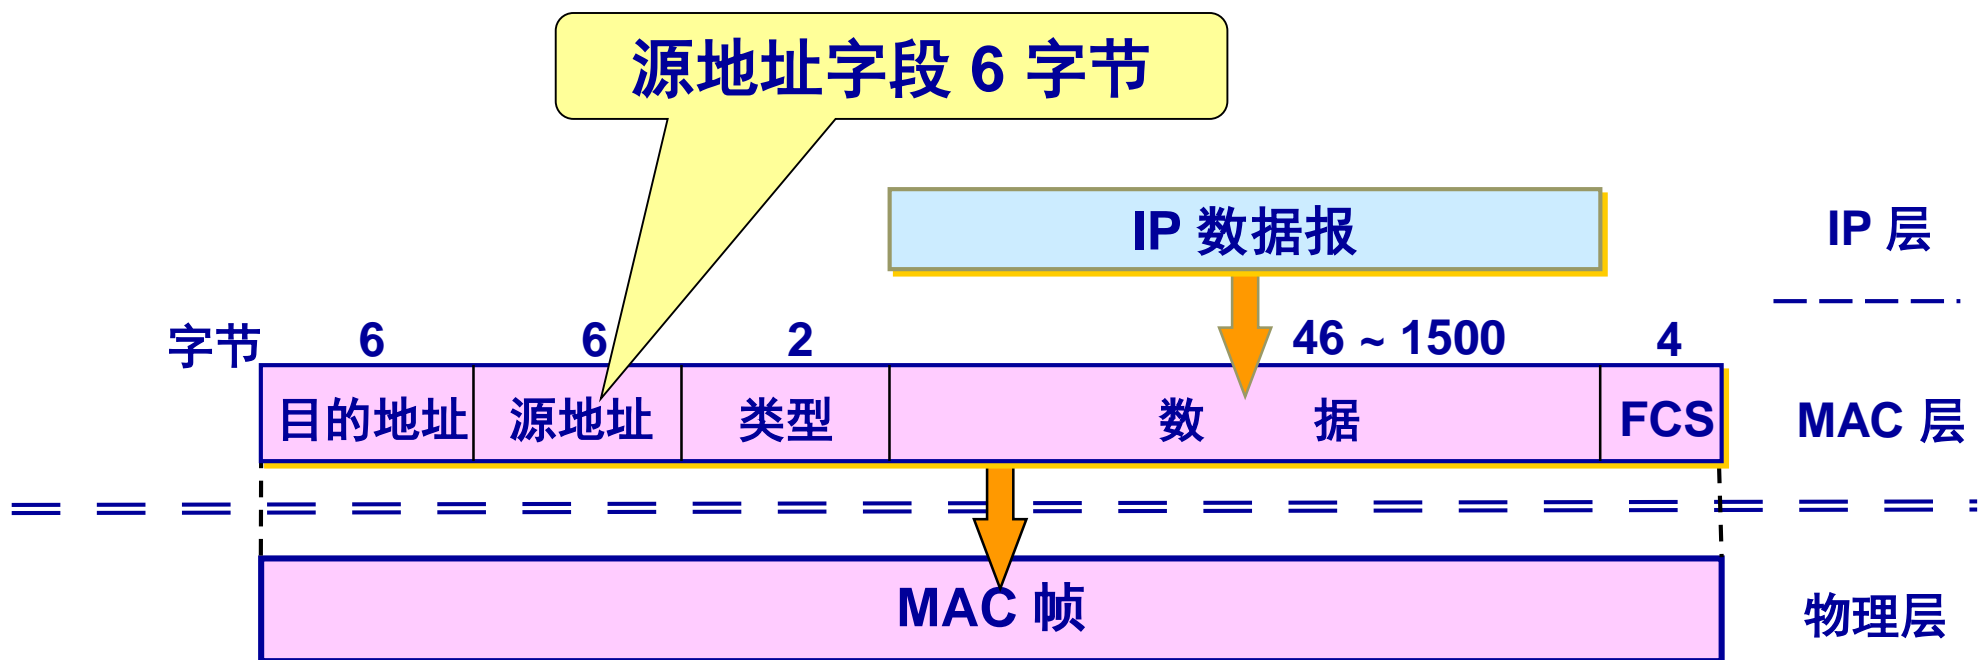 源地址字段 6 字节
IP 数据报
IP 层
字节 6 6 2 46 ~ 1500 4
目的地址 源地址 类型 数 据 FCS MAC 层
MAC 帧
物理层